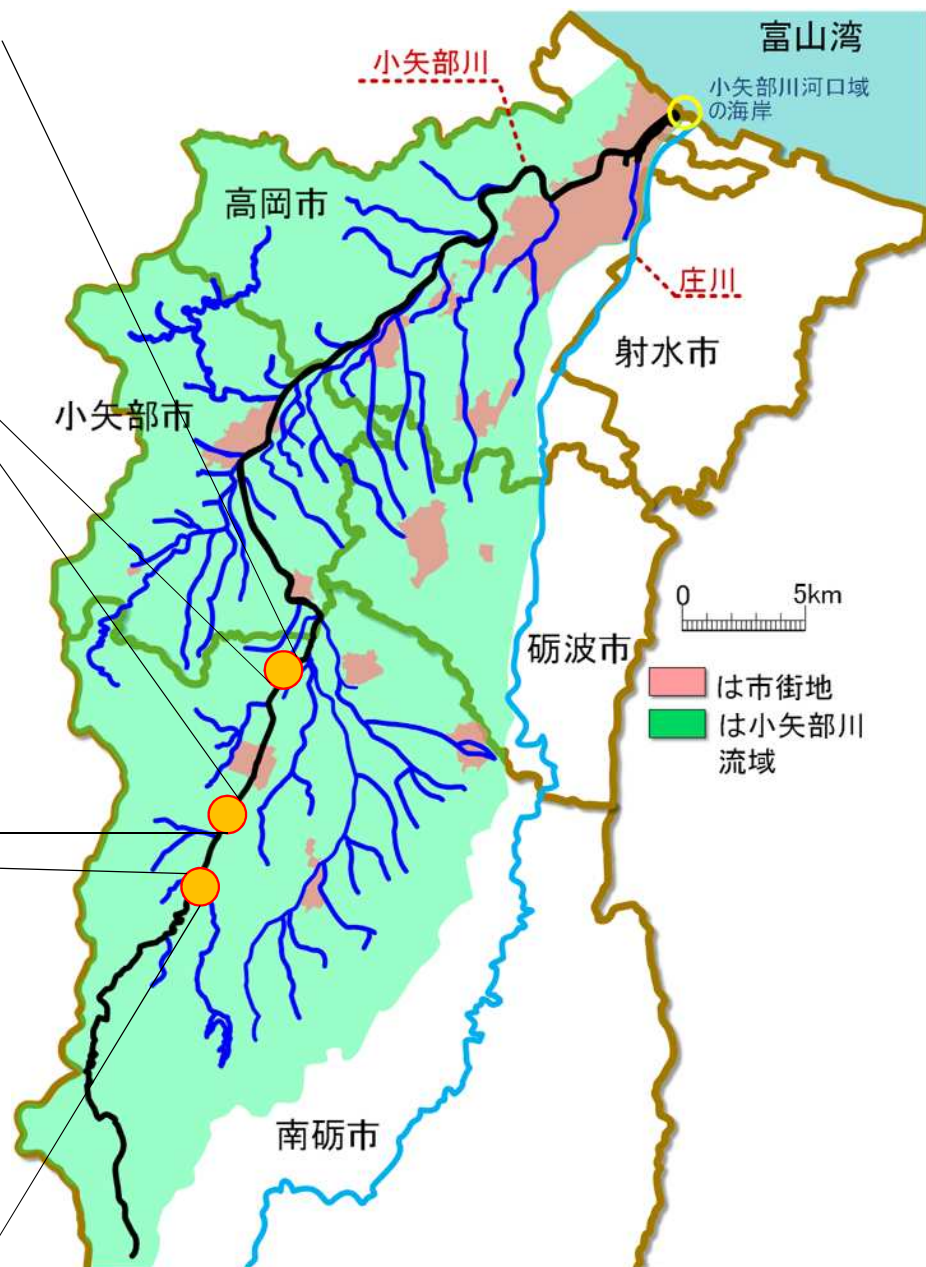 富山湾
小矢部川
小矢部川河口域
の海岸
高岡市
庄川
射水市
小矢部市
0 5km
砺波市
は市街地
は小矢部川
流域
南砺市